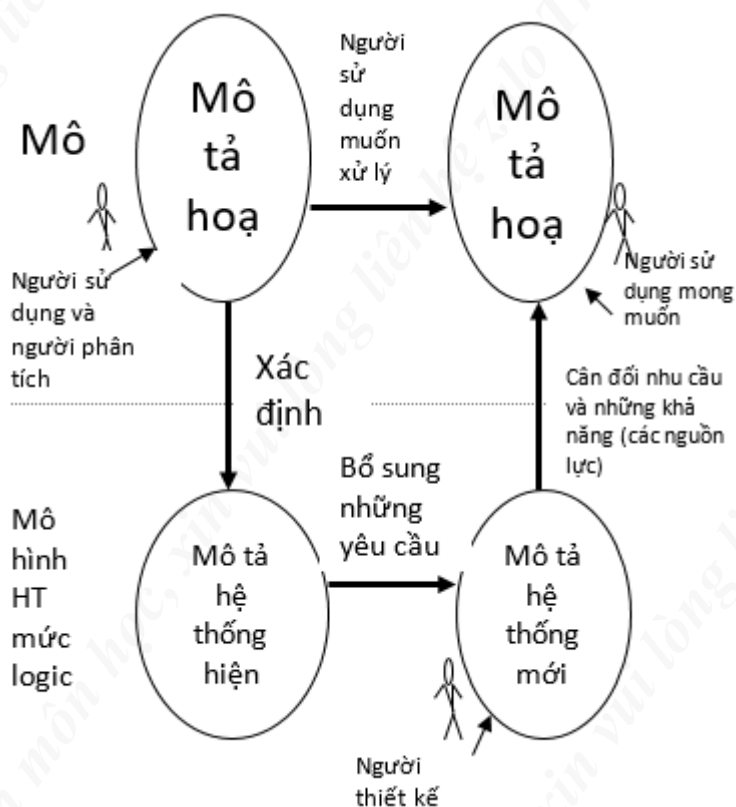 Người
sử
dụng
muốn
xử lý
Mô
Mô
tả
hoạ
Mô
tả
hoạ
Người sử
dụng và
người phân
tích
Người sử
dụng mong
muốn
Xác
định
Cân đối nhu cầu
và những khả
năng (các nguồn
lực)
Bổ sung
những
yêu cầu
Mô
hình
HT
mức
logic
Mô tả
hệ
thống
hiện
Mô tả
hệ
thống
mới
Người
thiết kế